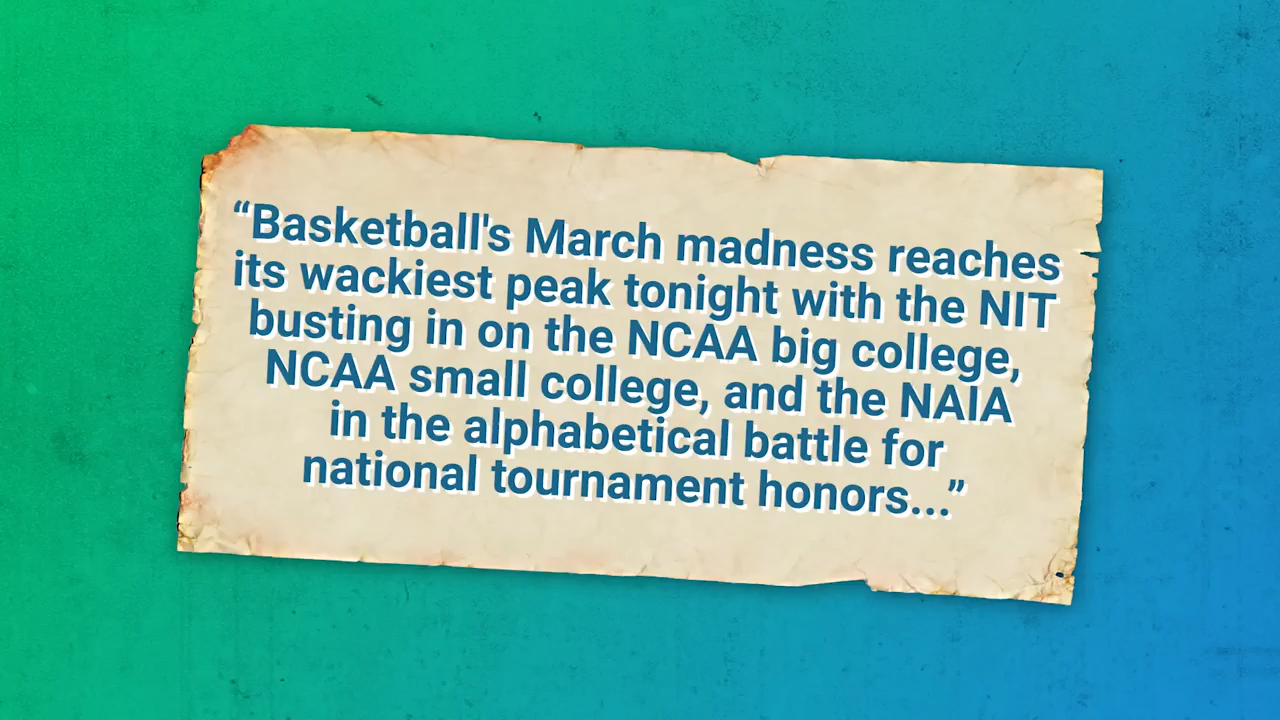 “Basketball's March madness reaches
its wackiest peak tonight with the NIT
busting in on the NCAA big college,
NCAA small college, and the NAIA
in the alphabetical battle for
national tournament honors...”